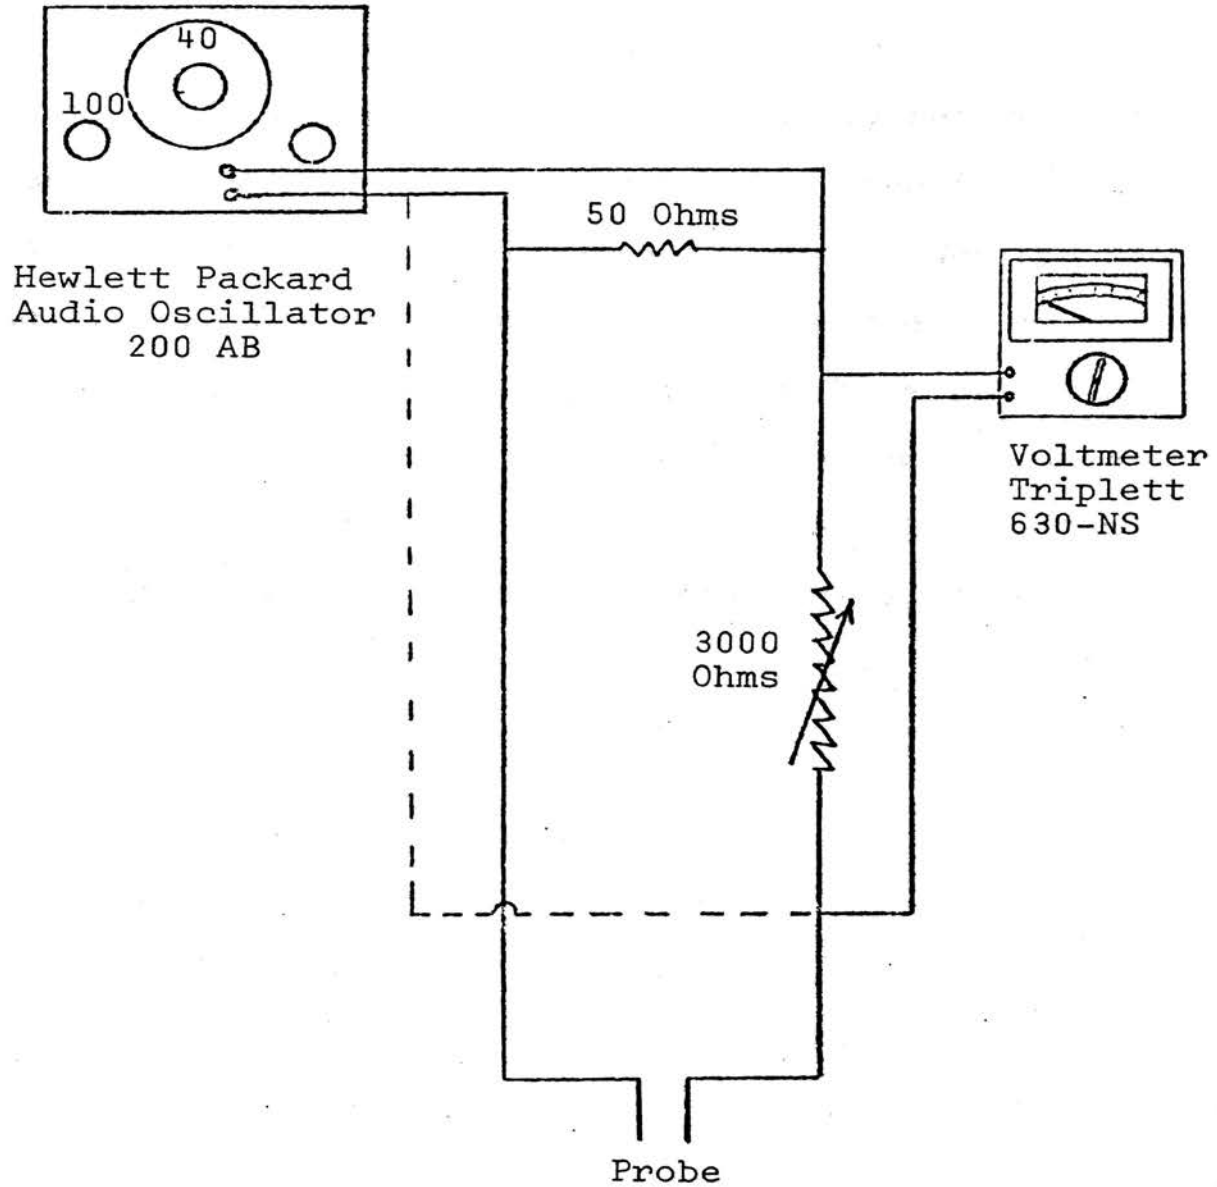 40
100
50 Ohms
Hewlett Packard
Audio Oscillator
200 AB
Voltmeter
Triplett
630-NS
3000
Ohms
Probe